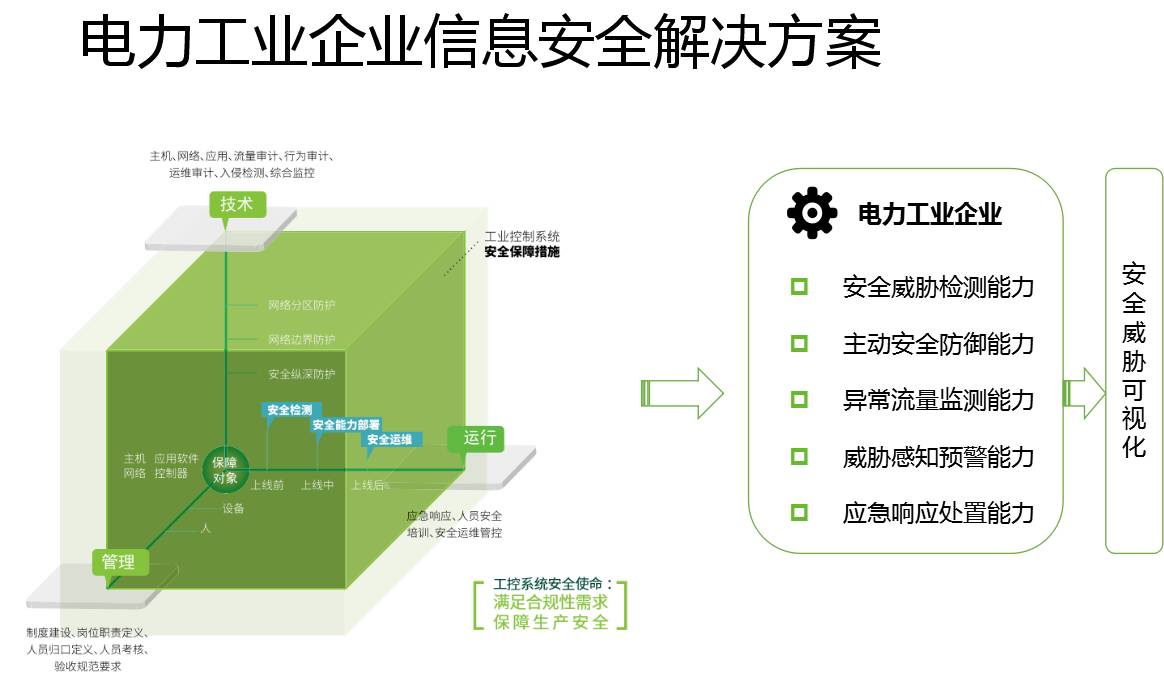 电力工业企业信息安全解决方案
主机、网络、应用、流量审计、行为审计、
运维审计、入侵检测、综合监控
技术
工业控制系统
安全保障措施
网络分区防护
网络边界防护
安全纵深防护
安全检测
安全能力部署
安全运维
运行
主机 应用软件
网络 控制器
保障
对象
上线前 上线中 上线后
设备
人
应急响应、人员安全
培训、安全运维管控
管理
制度建设、岗位职责定义、
人员归口定义、人员考核、
验收规范要求
工控系统安全使命：
满足合规性需求
保障生产安全
电力工业企业
安全威胁检测能力
主动安全防御能力
异常流量监测能力
威胁感知预警能力
应急响应处置能力
安全威胁可视化